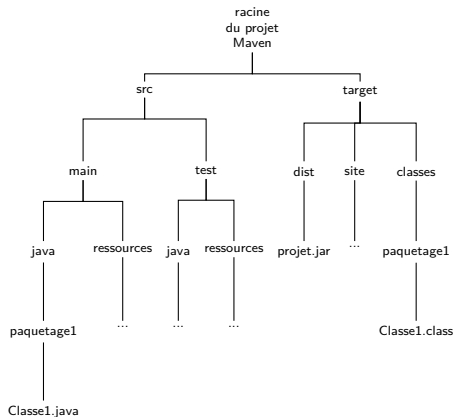 racine
du projet
Maven
src
target
main
test
dist
site
classes
java
ressources
java
ressources
projet.jar
...
paquetage1
paquetage1
...
...
...
Classe1.class
Classe1.java